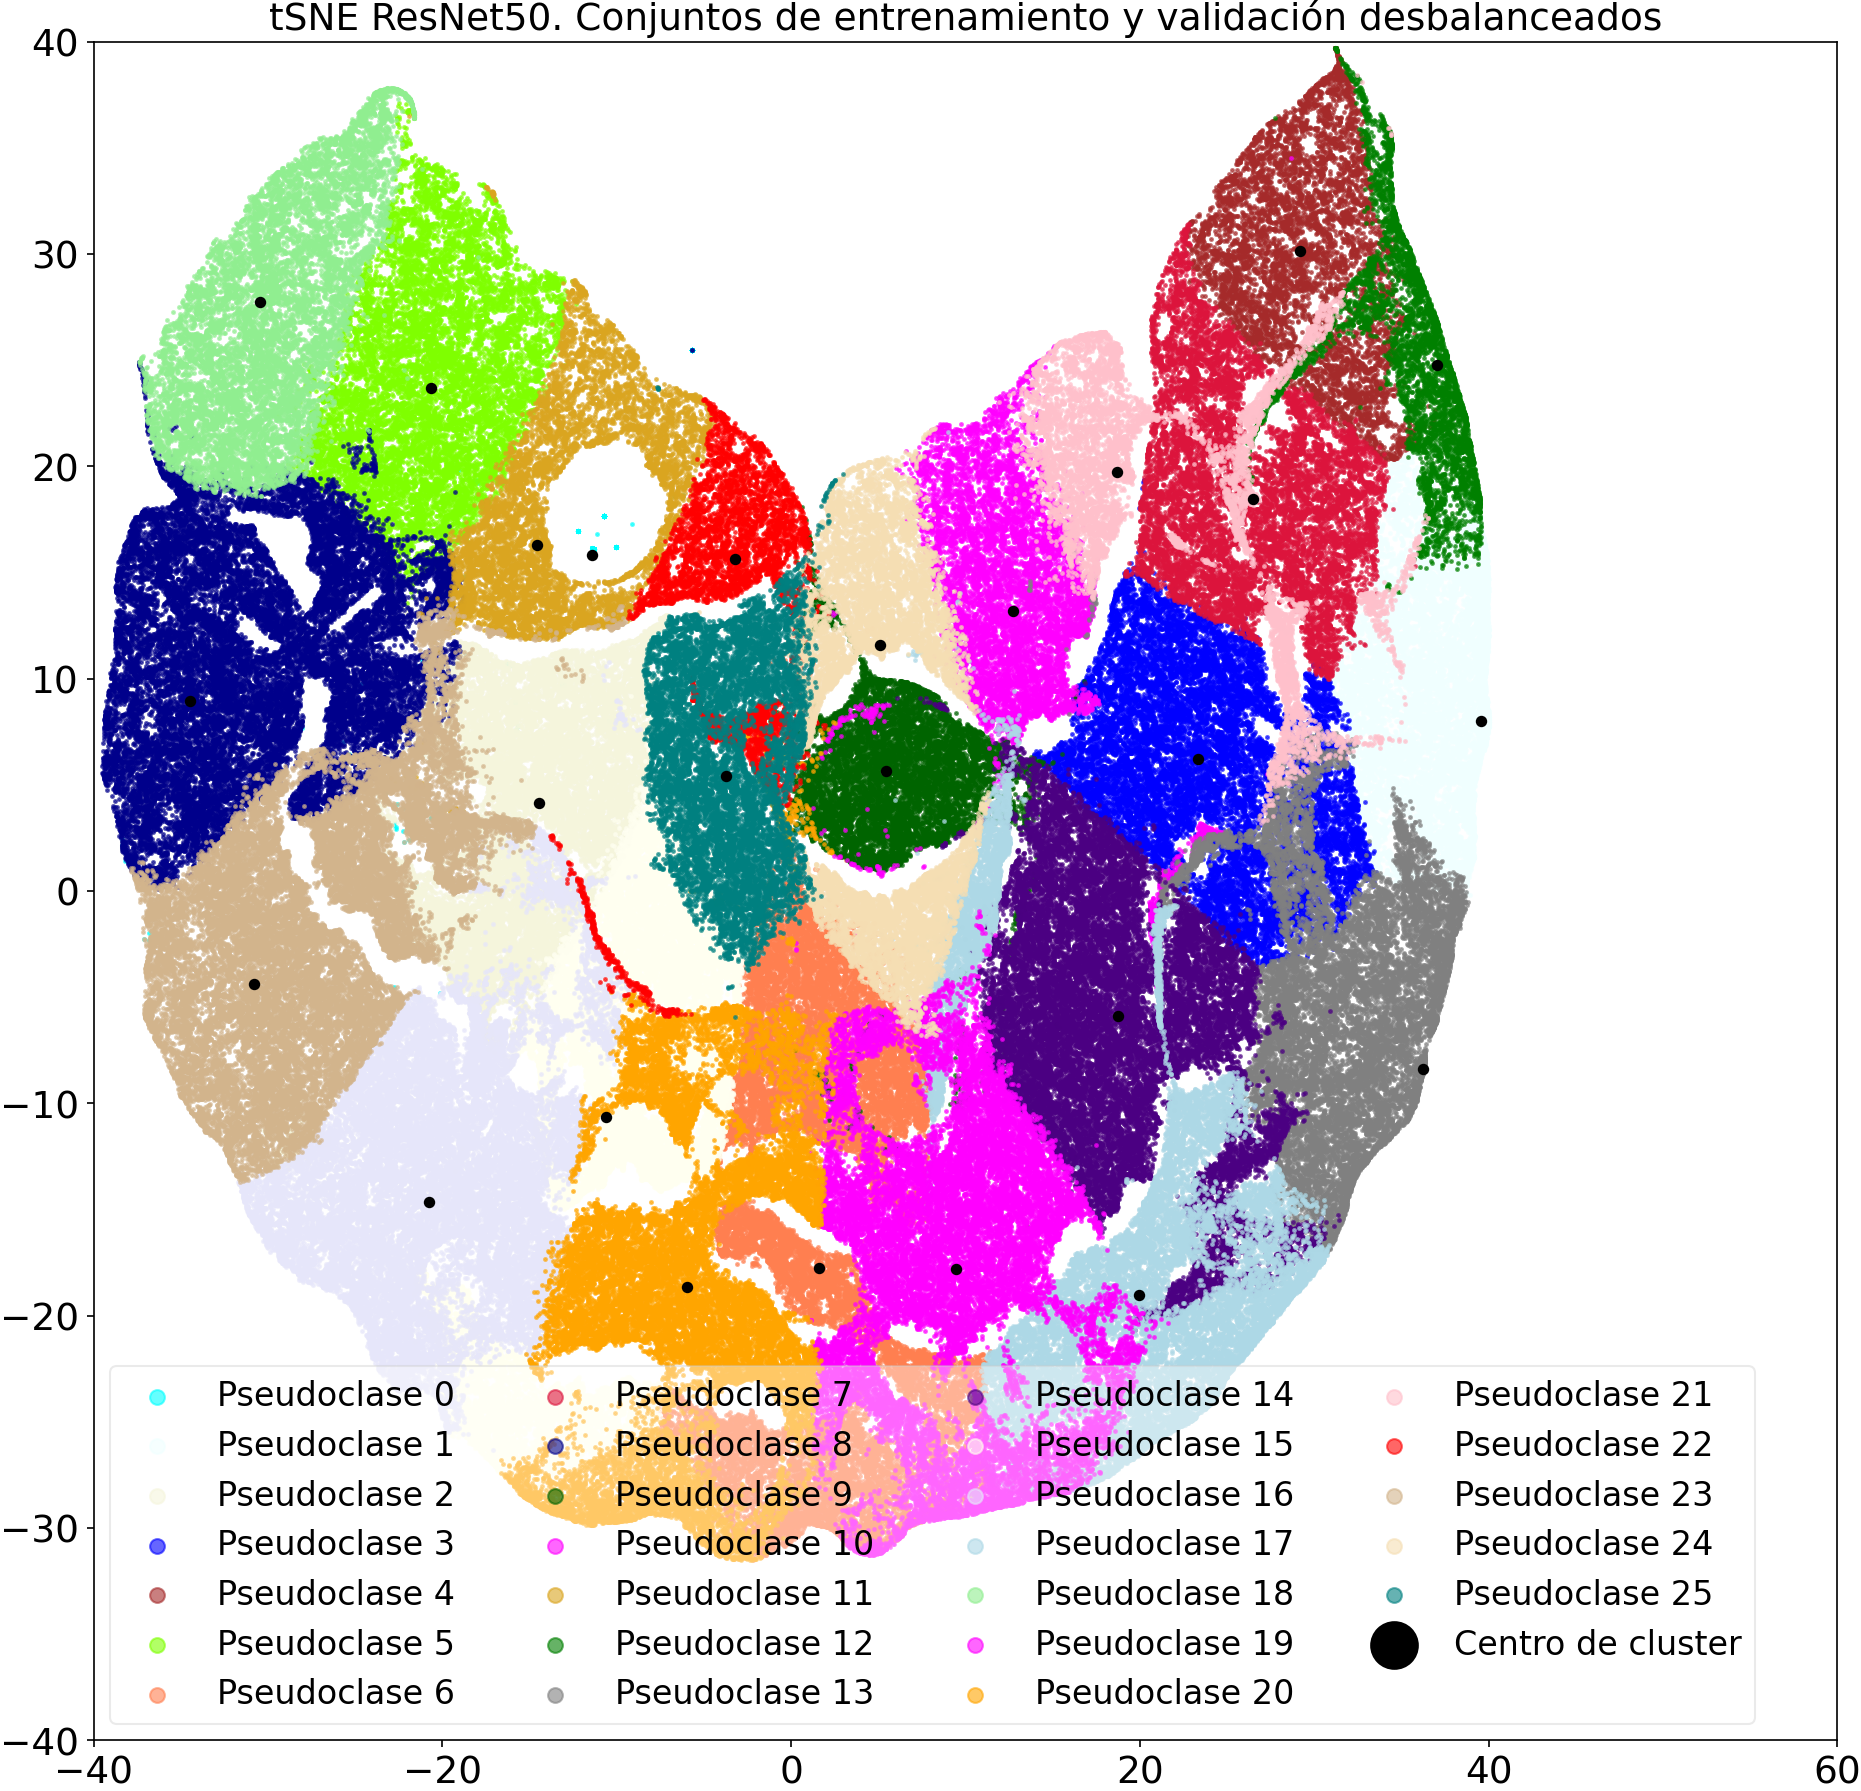 tSNE ResNet50. Conjuntos de entrenamiento y validación desbalanceados
40
30
20
10
0
−10
−20
−30
−40
−40 −20 0 20 40 60
Pseudoclase 0
Pseudoclase 1
Pseudoclase 2
Pseudoclase 3
Pseudoclase 4
Pseudoclase 5
Pseudoclase 6
Pseudoclase 7
Pseudoclase 8
Pseudoclase 9
Pseudoclase 10
Pseudoclase 11
Pseudoclase 12
Pseudoclase 13
Pseudoclase 14
Pseudoclase 15
Pseudoclase 16
Pseudoclase 17
Pseudoclase 18
Pseudoclase 19
Pseudoclase 20
Pseudoclase 21
Pseudoclase 22
Pseudoclase 23
Pseudoclase 24
Pseudoclase 25
Centro de cluster